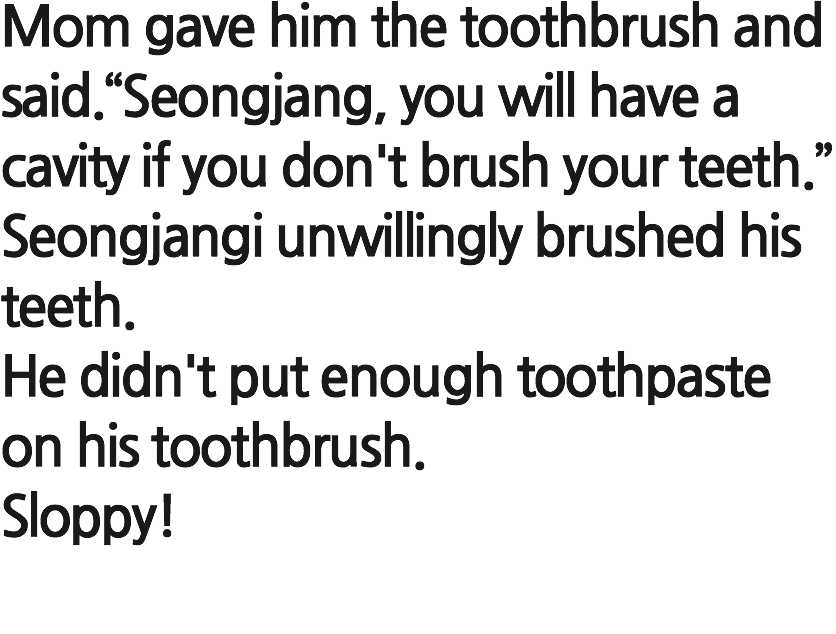 Mom gave him the toothbrush and
said.“Seongjang, you will have a
cavity if you don't brush your teeth.”
Seongjangi unwillingly brushed his
teeth.
He didn't put enough toothpaste
on his toothbrush.
Sloppy!